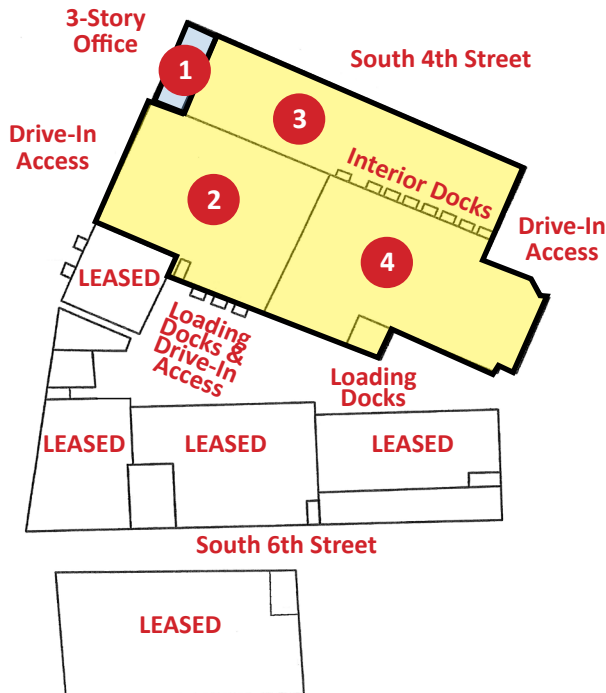 3-Story
Office
1
South 4th Street
3
Drive-In
Access
Interior Docks
2
Drive-In
Access
4
LEASED
Loading
Docks &
Drive-In
Access
Loading
Docks
LEASED
LEASED
LEASED
South 6th Street
LEASED